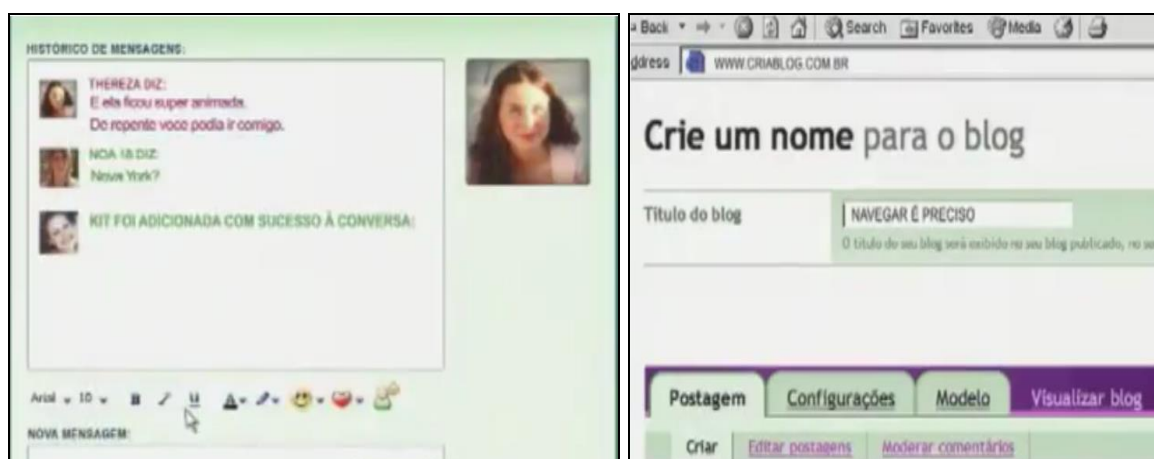 HISTÓRICO DE MENSAGENS:
THEREZA DIZ:
E ela ficou super animada.
De repente voce podia ir comigo.
NOA 18 DIZ:
Nova York?
KIT FOI ADICIONADA COM SUCESSO À CONVERSA:
Arial 10 B I U A
NOVA MENSAGEM:
Back Search Favorites Media
ddress WWW.CRIABLOG.COM.BR
Crie um nome para o blog
Título do blog
NAVEGAR É PRECISO
O título do seu blog será exibido no seu blog publicado, no
Postagem Configurações Modelo Visualizar blog
Criar Editar postagens Moderar comentários